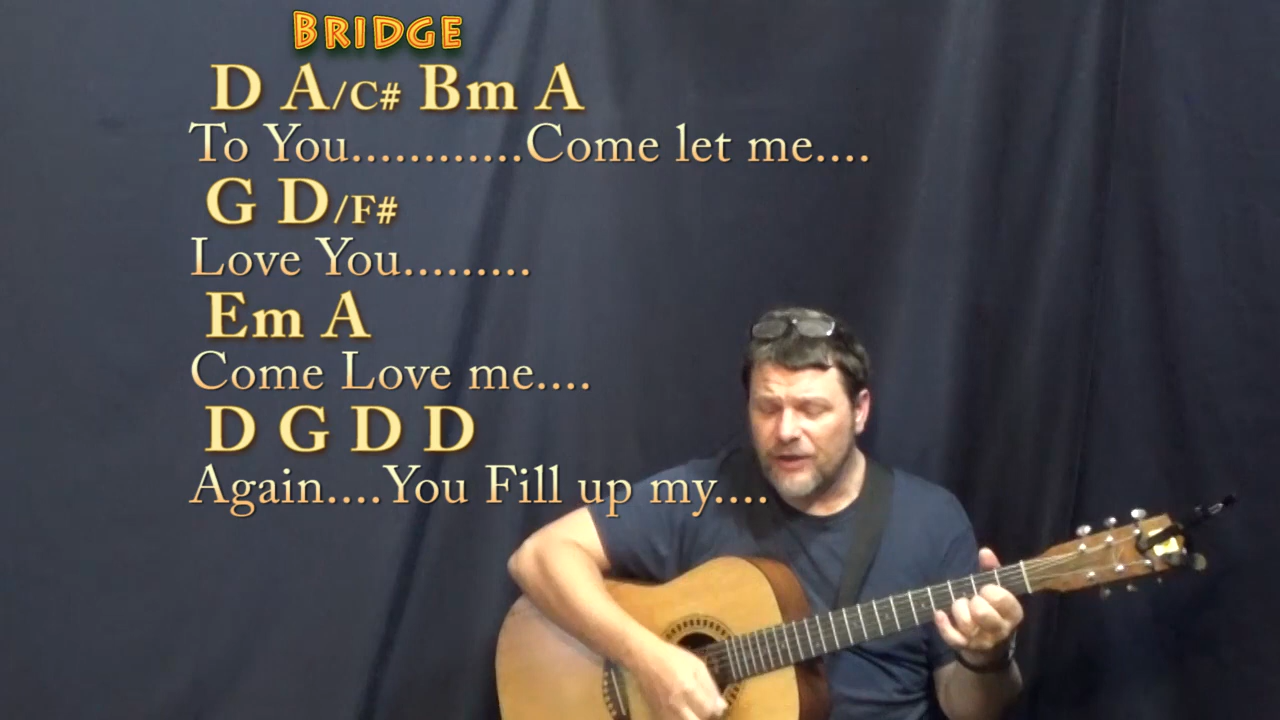 BRIDGE
D A/C# Bm A
To You............Come let me....
G D/F#
Love You.........
Em A
Come Love me....
D G D D
Again....You Fill up my....